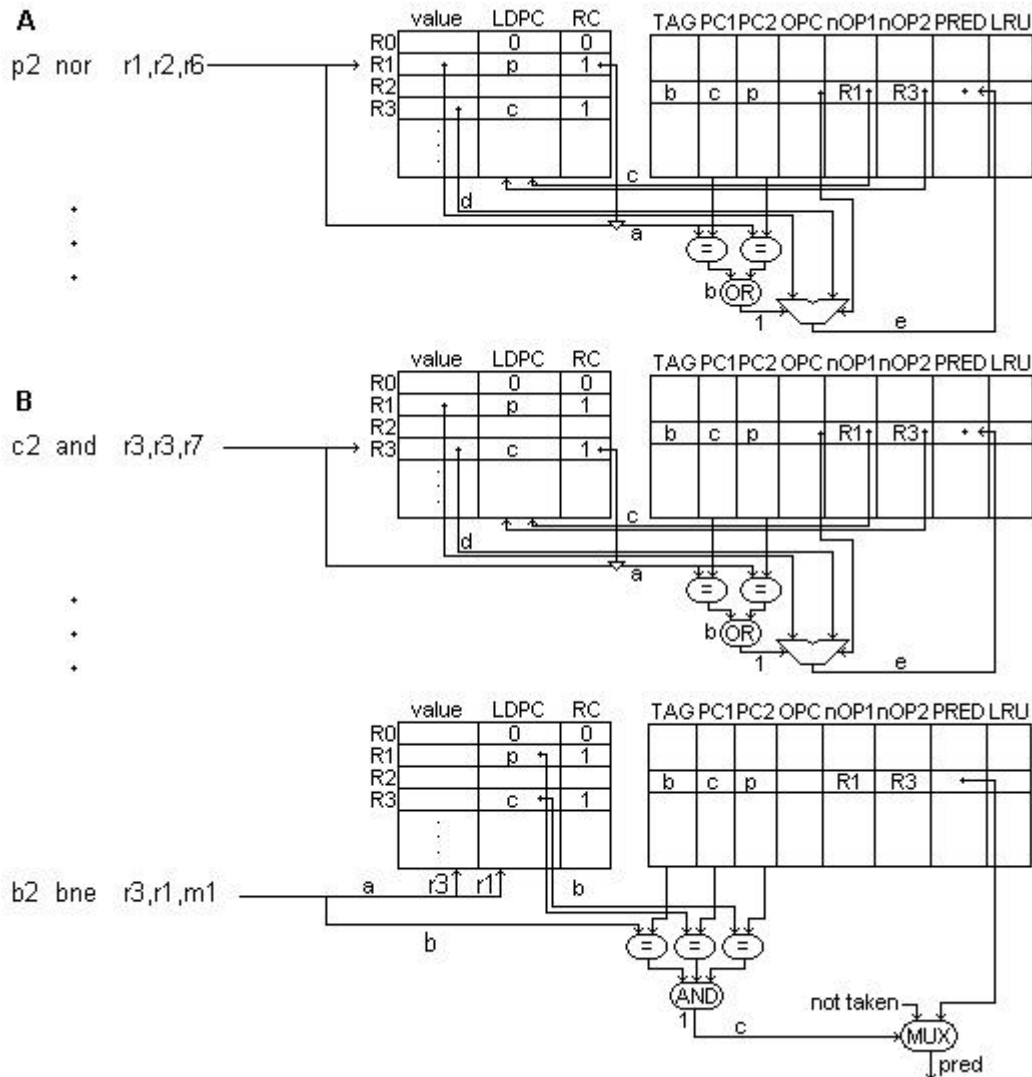 A
value LDPC RC
TAG PC1 PC2 OPC nOP1 nOP2 PRED LRU
R0 0 0
p2 nor r1,r2,r6
R1 p 1
R2
b c p R1 R3
R3 c 1
c
d
a
= =
b OR
1
e
value LDPC RC
TAG PC1 PC2 OPC nOP1 nOP2 PRED LRU
R0 0 0
B
R1 p 1
R2
b c p R1 R3
c2 and r3,r3,r7
R3 c 1
c
d
a
= =
b OR
1
e
value LDPC RC
TAG PC1 PC2 OPC nOP1 nOP2 PRED LRU
R0 0 0
R1 p 1
R2
b c p R1 R3
R3 c 1
b2 bne r3,r1,m1
a r3 r1 b
b
= = =
AND
not taken
1 c
MUX
pred